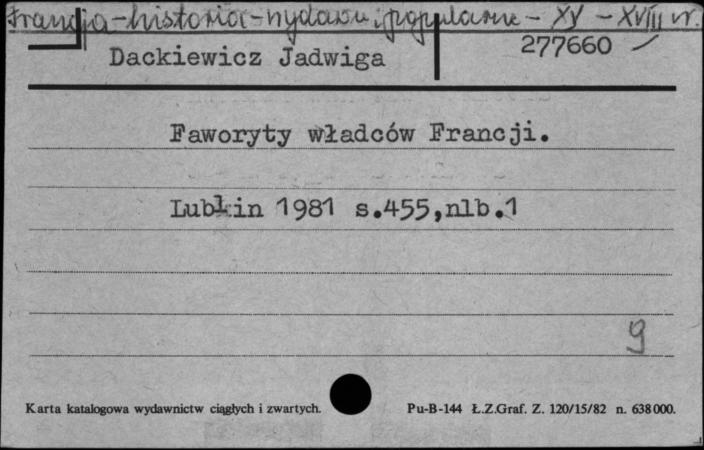 Francja - historia - wydawn. popularne - XV - XVIII w.
277660
Dackiewicz Jadwiga
Faworyty władców Francji.
Lublin 1981 s.455,nlb.1
9
Karta katalogowa wydawnictw ciągłych i zwartych. Pu-B-144 Ł.Z.Graf. Z. 120/15/82 n. 638000.